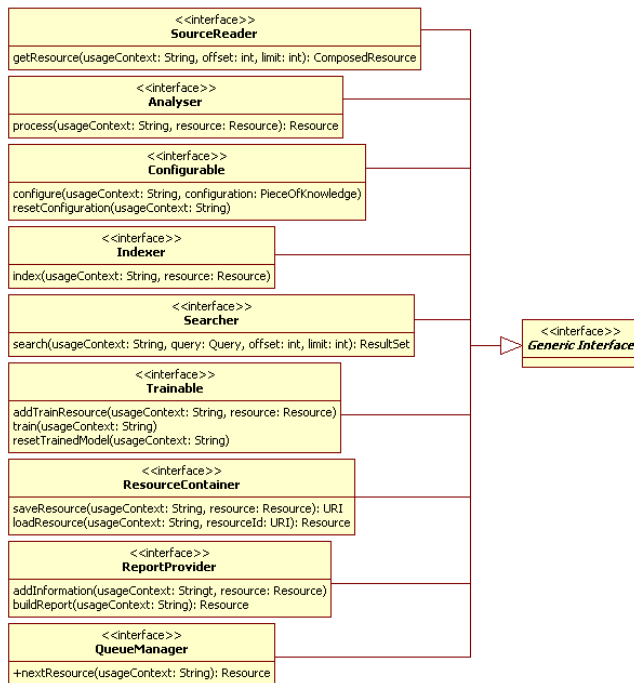 <<interface>>
SourceReader
getResource(usageContext: String, offset: int, limit: int): ComposedResource
<<interface>>
Analyser
process(usageContext: String, resource: Resource): Resource
<<interface>>
Configurable
configure(usageContext: String, configuration: PieceOfKnowledge)
resetConfiguration(usageContext: String)
<<interface>>
Indexer
index(usageContext: String, resource: Resource)
<<interface>>
Searcher
search(usageContext: String, query: Query, offset: int, limit: int): ResultSet
<<interface>>
Generic Interface
<<interface>>
Trainable
addTrainResource(usageContext: String, resource: Resource)
train(usageContext: String)
resetTrainedModel(usageContext: String)
<<interface>>
ResourceContainer
saveResource(usageContext: String, resource: Resource): URI
loadResource(usageContext: String, resourceId: URI): Resource
<<interface>>
ReportProvider
addInformation(usageContext: Stringt, resource: Resource)
buildReport(usageContext: String): Resource
<<interface>>
QueueManager
+nextResource(usageContext: String): Resource